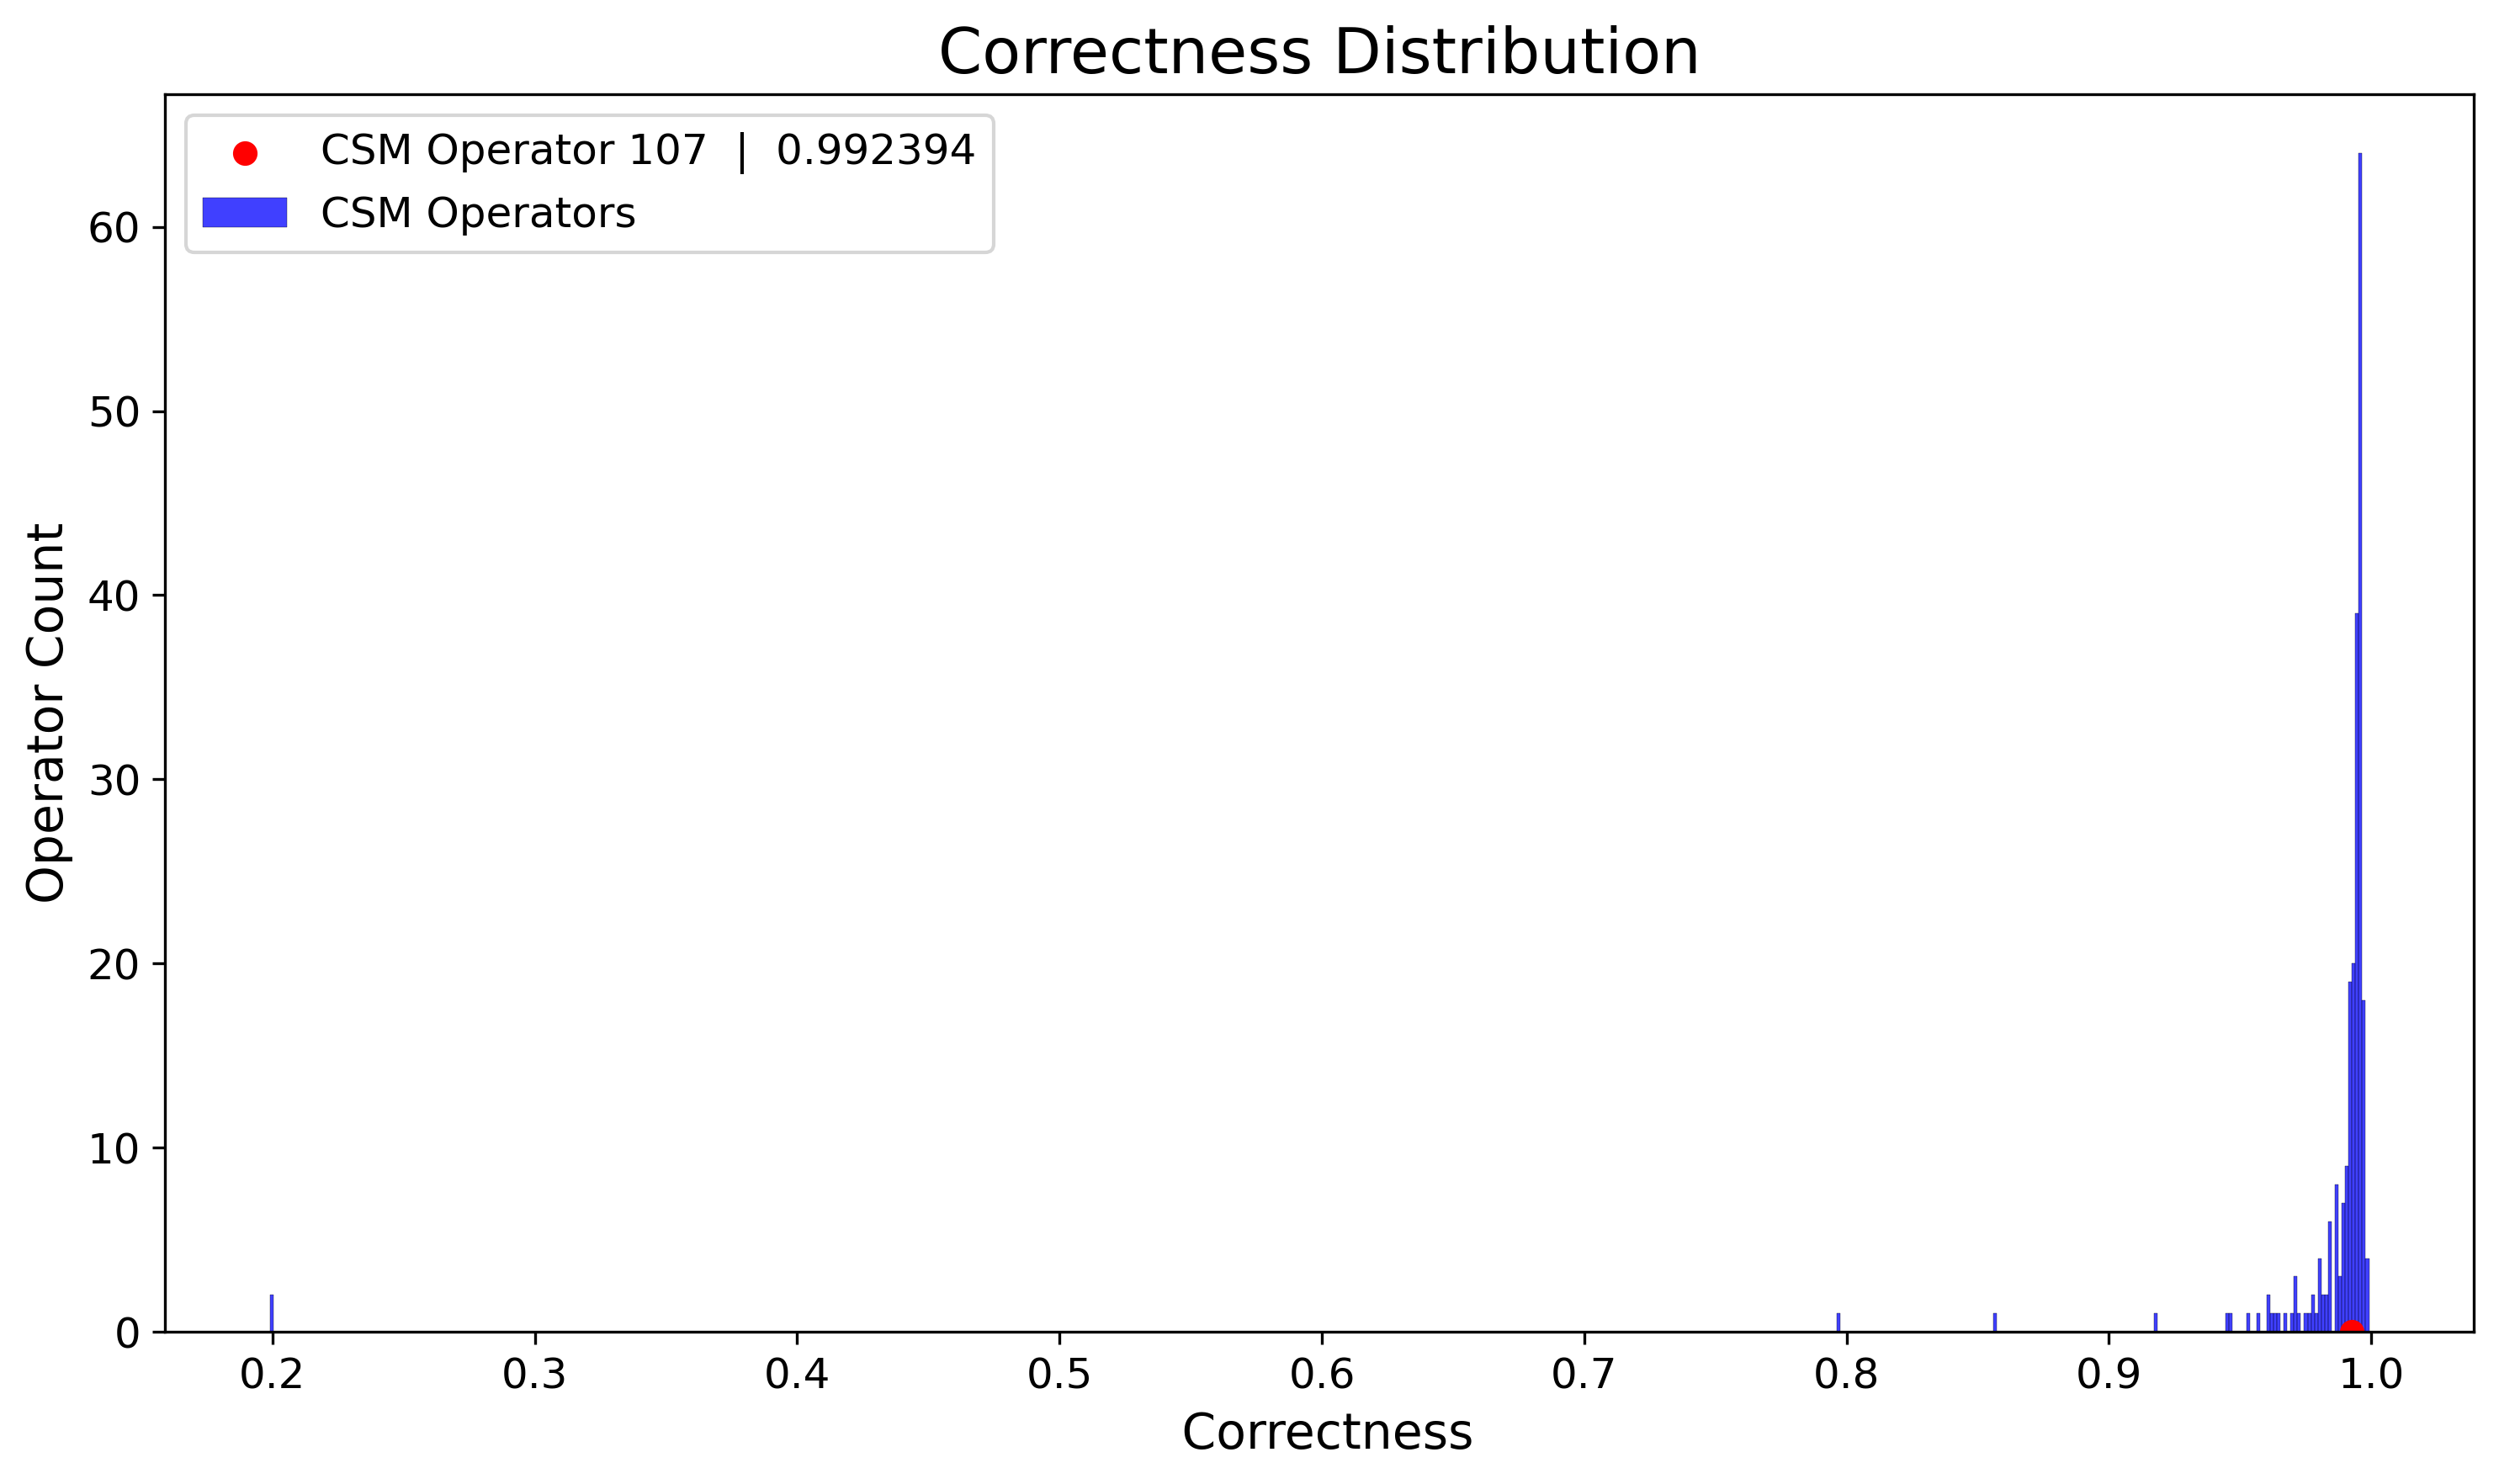 Correctness Distribution
CSM Operator 107 | 0.992394
CSM Operators
Operator Count
60
50
40
30
20
10
0
0.2 0.3 0.4 0.5 0.6 0.7 0.8 0.9 1.0
Correctness